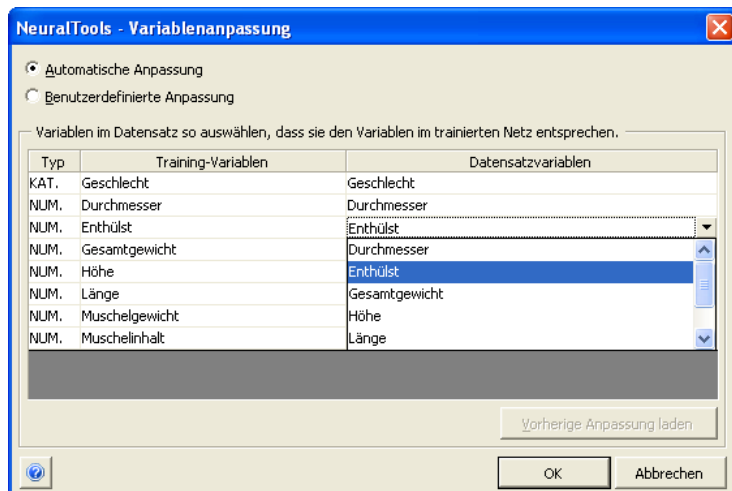 NeuralTools - Variablenanpassung
Automatische Anpassung
Benutzerdefinierte Anpassung
Variablen im Datensatz so auswählen, dass sie den Variablen im trainierten Netz entsprechen.
Typ Training-Variablen Datensatzvariablen
KAT. Geschlecht Geschlecht
NUM. Durchmesser Durchmesser
NUM. Enthülst Enthülst
NUM. Gesamtgewicht Durchmesser
NUM. Höhe Enthülst
NUM. Länge Gesamtgewicht
NUM. Muschelgewicht Höhe
NUM. Muschelinhalt Länge
Vorherige Anpassung laden
? OK Abbrechen